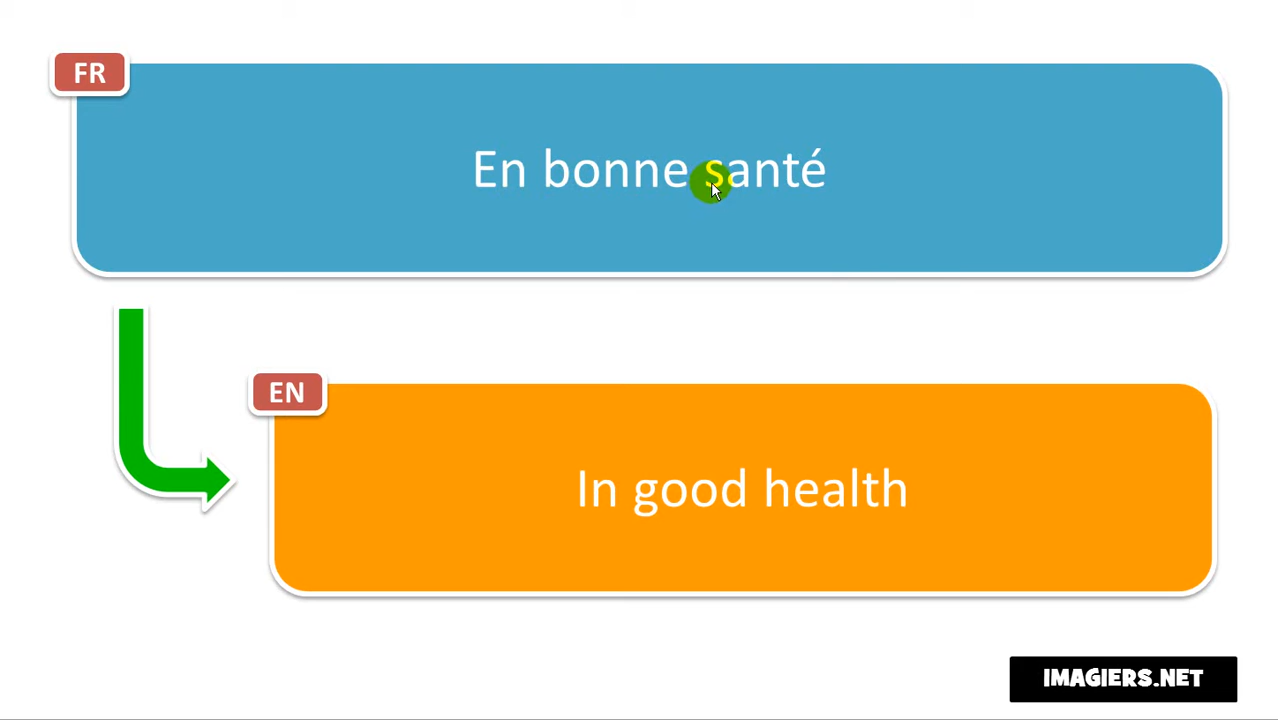 FR
En bonne santé
EN
In good health
IMAGIERS.NET